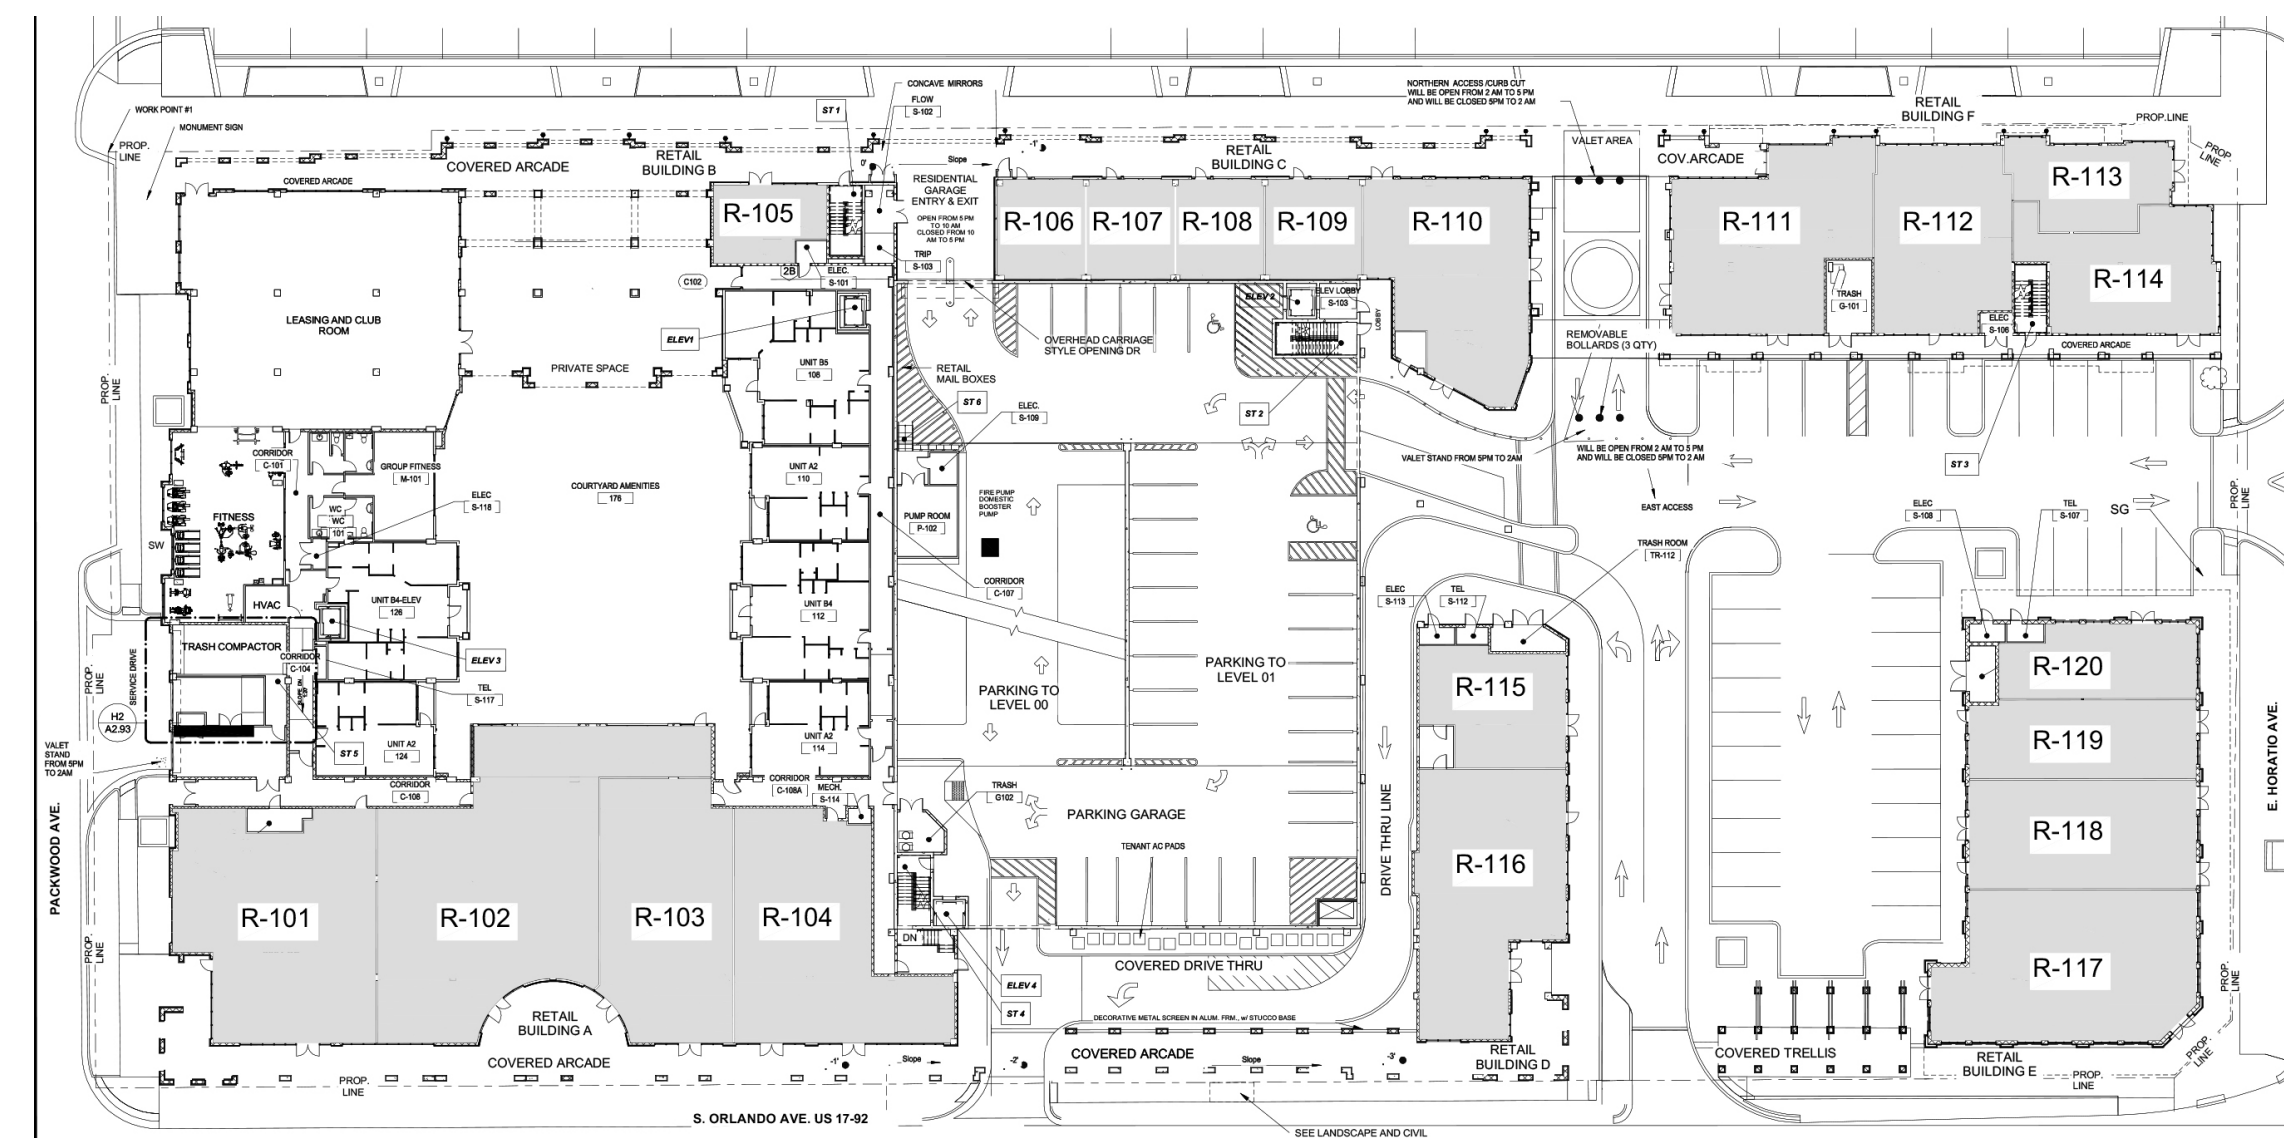 CONCAVE MIRRORS
FLOW
S-102
ST 1
NORTHERN ACCESS /CURB CUT
WILL BE OPEN FROM 2 AM TO 5 PM
AND WILL BE CLOSED 5PM TO 2 AM
RETAIL
BUILDING F
PROP.LINE
PROP.
LINE
WORK POINT #1
MONUMENT SIGN
PROP.
LINE
COVERED ARCADE
COVERED ARCADE
RETAIL
BUILDING B
0'
Slope
-1'
RETAIL
BUILDING C
VALET AREA
COV.ARCADE
RESIDENTIAL
GARAGE
ENTRY & EXIT
OPEN FROM 5 PM
TO 10 AM
CLOSED FROM 10
AM TO 5 PM
R-105
R-106
R-107
R-108
R-109
R-110
R-111
R-112
R-113
R-114
TRIP
S-103
ELEC.
S-101
2B
C102
LEASING AND CLUB
ROOM
ELEV1
UNIT B5
108
ELEV 2
ELEV LOBBY
S-103
LOBBY
TRASH
G-101
ELEC
S-106
COVERED ARCADE
REMOVABLE
BOLLARDS (3 QTY)
OVERHEAD CARRIAGE
STYLE OPENING DR
PRIVATE SPACE
RETAIL
MAIL BOXES
PROP.
LINE
ST 6
ELEC.
S-109
ST 2
VALET STAND FROM 5PM TO 2AM
WILL BE OPEN FROM 2 AM TO 5 PM
AND WILL BE CLOSED 5PM TO 2 AM
ST 3
EAST ACCESS
CORRIDOR
C-101
GROUP FITNESS
M-101
ELEC
S-118
COURTYARD AMENITIES
176
UNIT A2
110
FIRE PUMP
DOMESTIC
BOOSTER
PUMP
PUMP ROOM
P-102
WC
WC
101
FITNESS
SW
HVAC
ELEC
S-108
TEL
S-107
SG
PROP.
LINE
TRASH ROOM
TR-112
UNIT B4-ELEV
126
UNIT B4
112
CORRIDOR
C-107
ELEC
S-113
TEL
S-112
TRASH COMPACTOR
CORRIDOR
C-104
ELEV 3
TEL
S-117
SERVICE DRIVE
PROP.
LINE
H2
A2.93
PARKING TO
LEVEL 00
PARKING TO
LEVEL 01
R-115
R-120
R-119
R-118
R-117
R-116
VALET
STAND
FROM 5PM
TO 2AM
ST 5
UNIT A2
124
UNIT A2
114
CORRIDOR
C-106
CORRIDOR
C-108A
MECH.
S-114
TRASH
G102
PARKING GARAGE
TENANT AC PADS
DRIVE THRU LINE
PACKWOOD AVE.
E. HORATIO AVE.
R-101
R-102
R-103
R-104
DN
PROP.
LINE
COVERED DRIVE THRU
ELEV 4
ST 4
DECORATIVE METAL SCREEN IN ALUM. FRM., w/ STUCCO BASE
RETAIL
BUILDING A
COVERED ARCADE
-1'
Slope
-2'
COVERED ARCADE
Slope
-3'
RETAIL
BUILDING D
COVERED TRELLIS
RETAIL
BUILDING E
PROP.
LINE
PROP.
LINE
PROP.
LINE
PROP.
LINE
S. ORLANDO AVE. US 17-92
SEE LANDSCAPE AND CIVIL